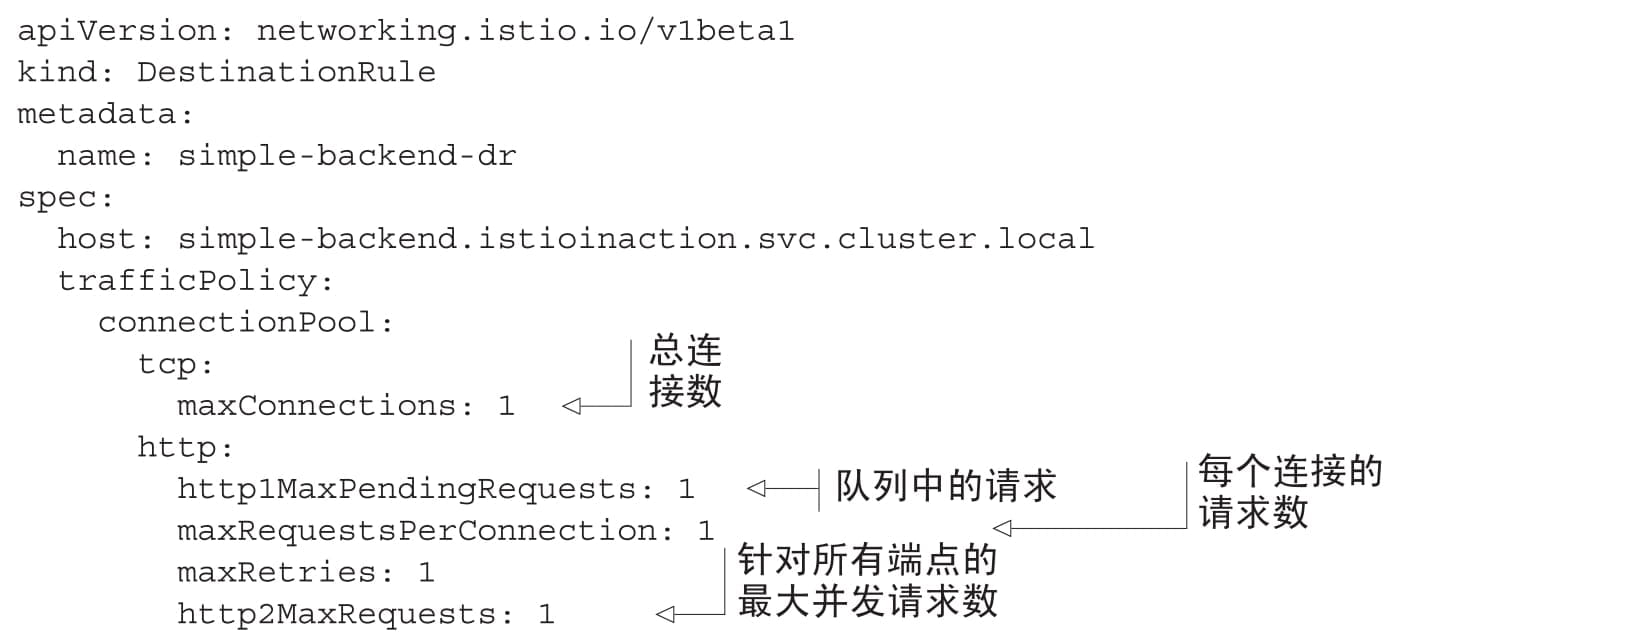 apiVersion: networking.istio.io/v1beta1
kind: DestinationRule
metadata:
  name: simple-backend-dr
spec:
  host: simple-backend.istioinaction.svc.cluster.local
  trafficPolicy:
    connectionPool:
      tcp:
        maxConnections: 1
总连
接数
      http:
        http1MaxPendingRequests: 1
队列中的请求
        maxRequestsPerConnection: 1
每个连接的
请求数
        maxRetries: 1
        http2MaxRequests: 1
针对所有端点的
最大并发请求数